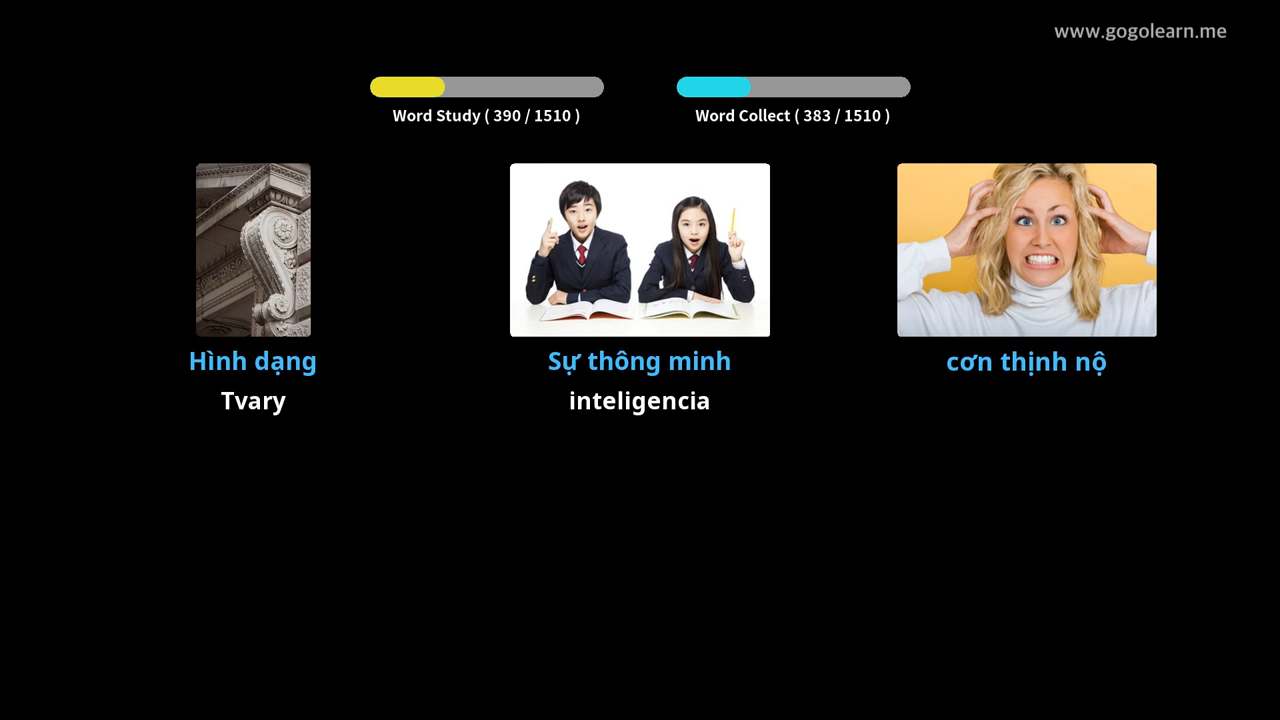 www.gogolearn.me
Word Study ( 390 / 1510 )
Word Collect ( 383 / 1510 )
Hình dạng
Tvary
Sự thông minh
inteligencia
cơn thịnh nộ